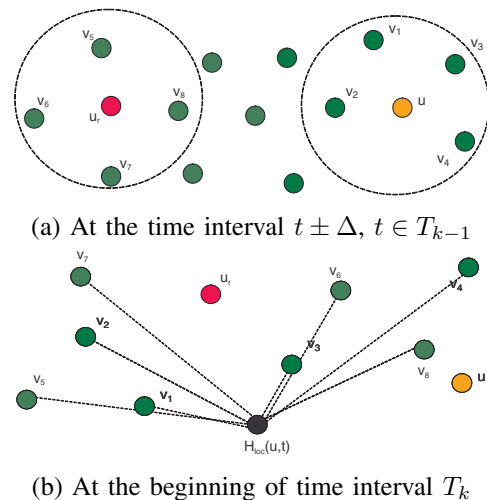 v₅ v₁ v₃
v₆ v₈ v₂ u
uᵣ
v₇ v₄
(a) At the time interval t ± Δ, t ∈ Tₖ₋₁
v₇ uᵣ v₆ v₄
v₂
v₃
v₈ u
v₅ v₁
Hₗₒc(u,t)
(b) At the beginning of time interval Tₖ